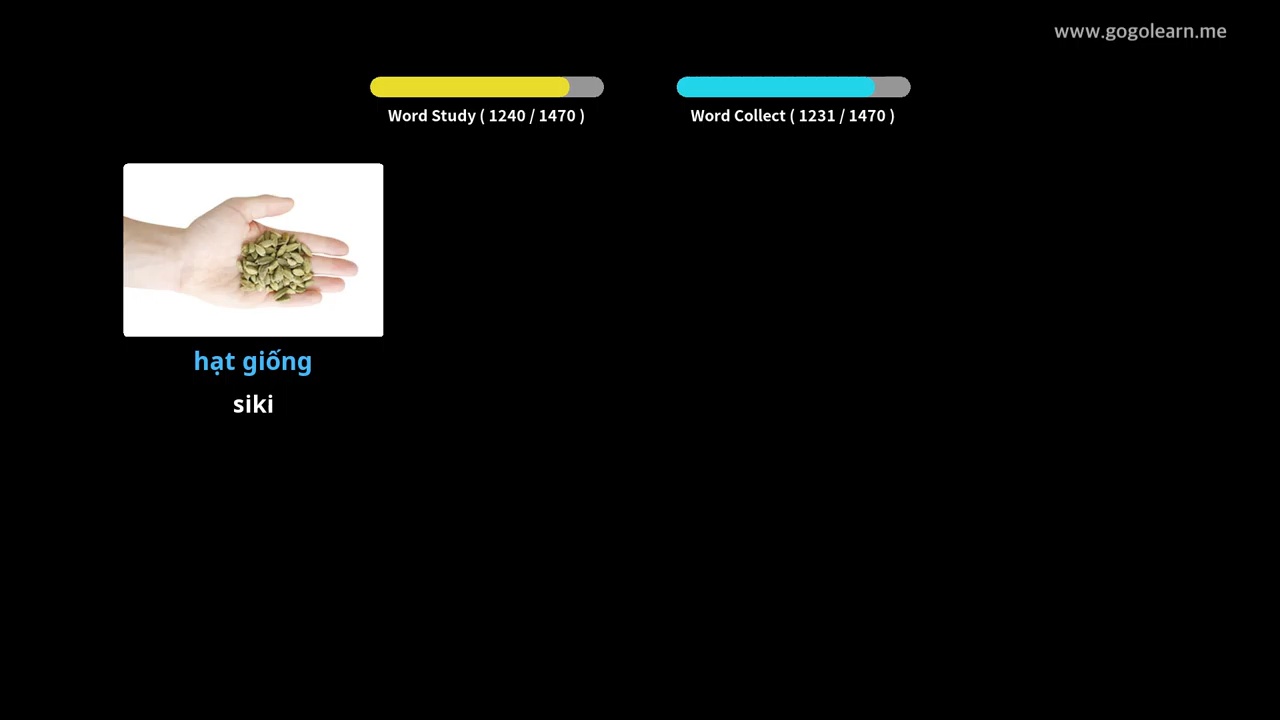 www.gogolearn.me
Word Study ( 1240 / 1470 )
Word Collect ( 1231 / 1470 )
hạt giống
siki